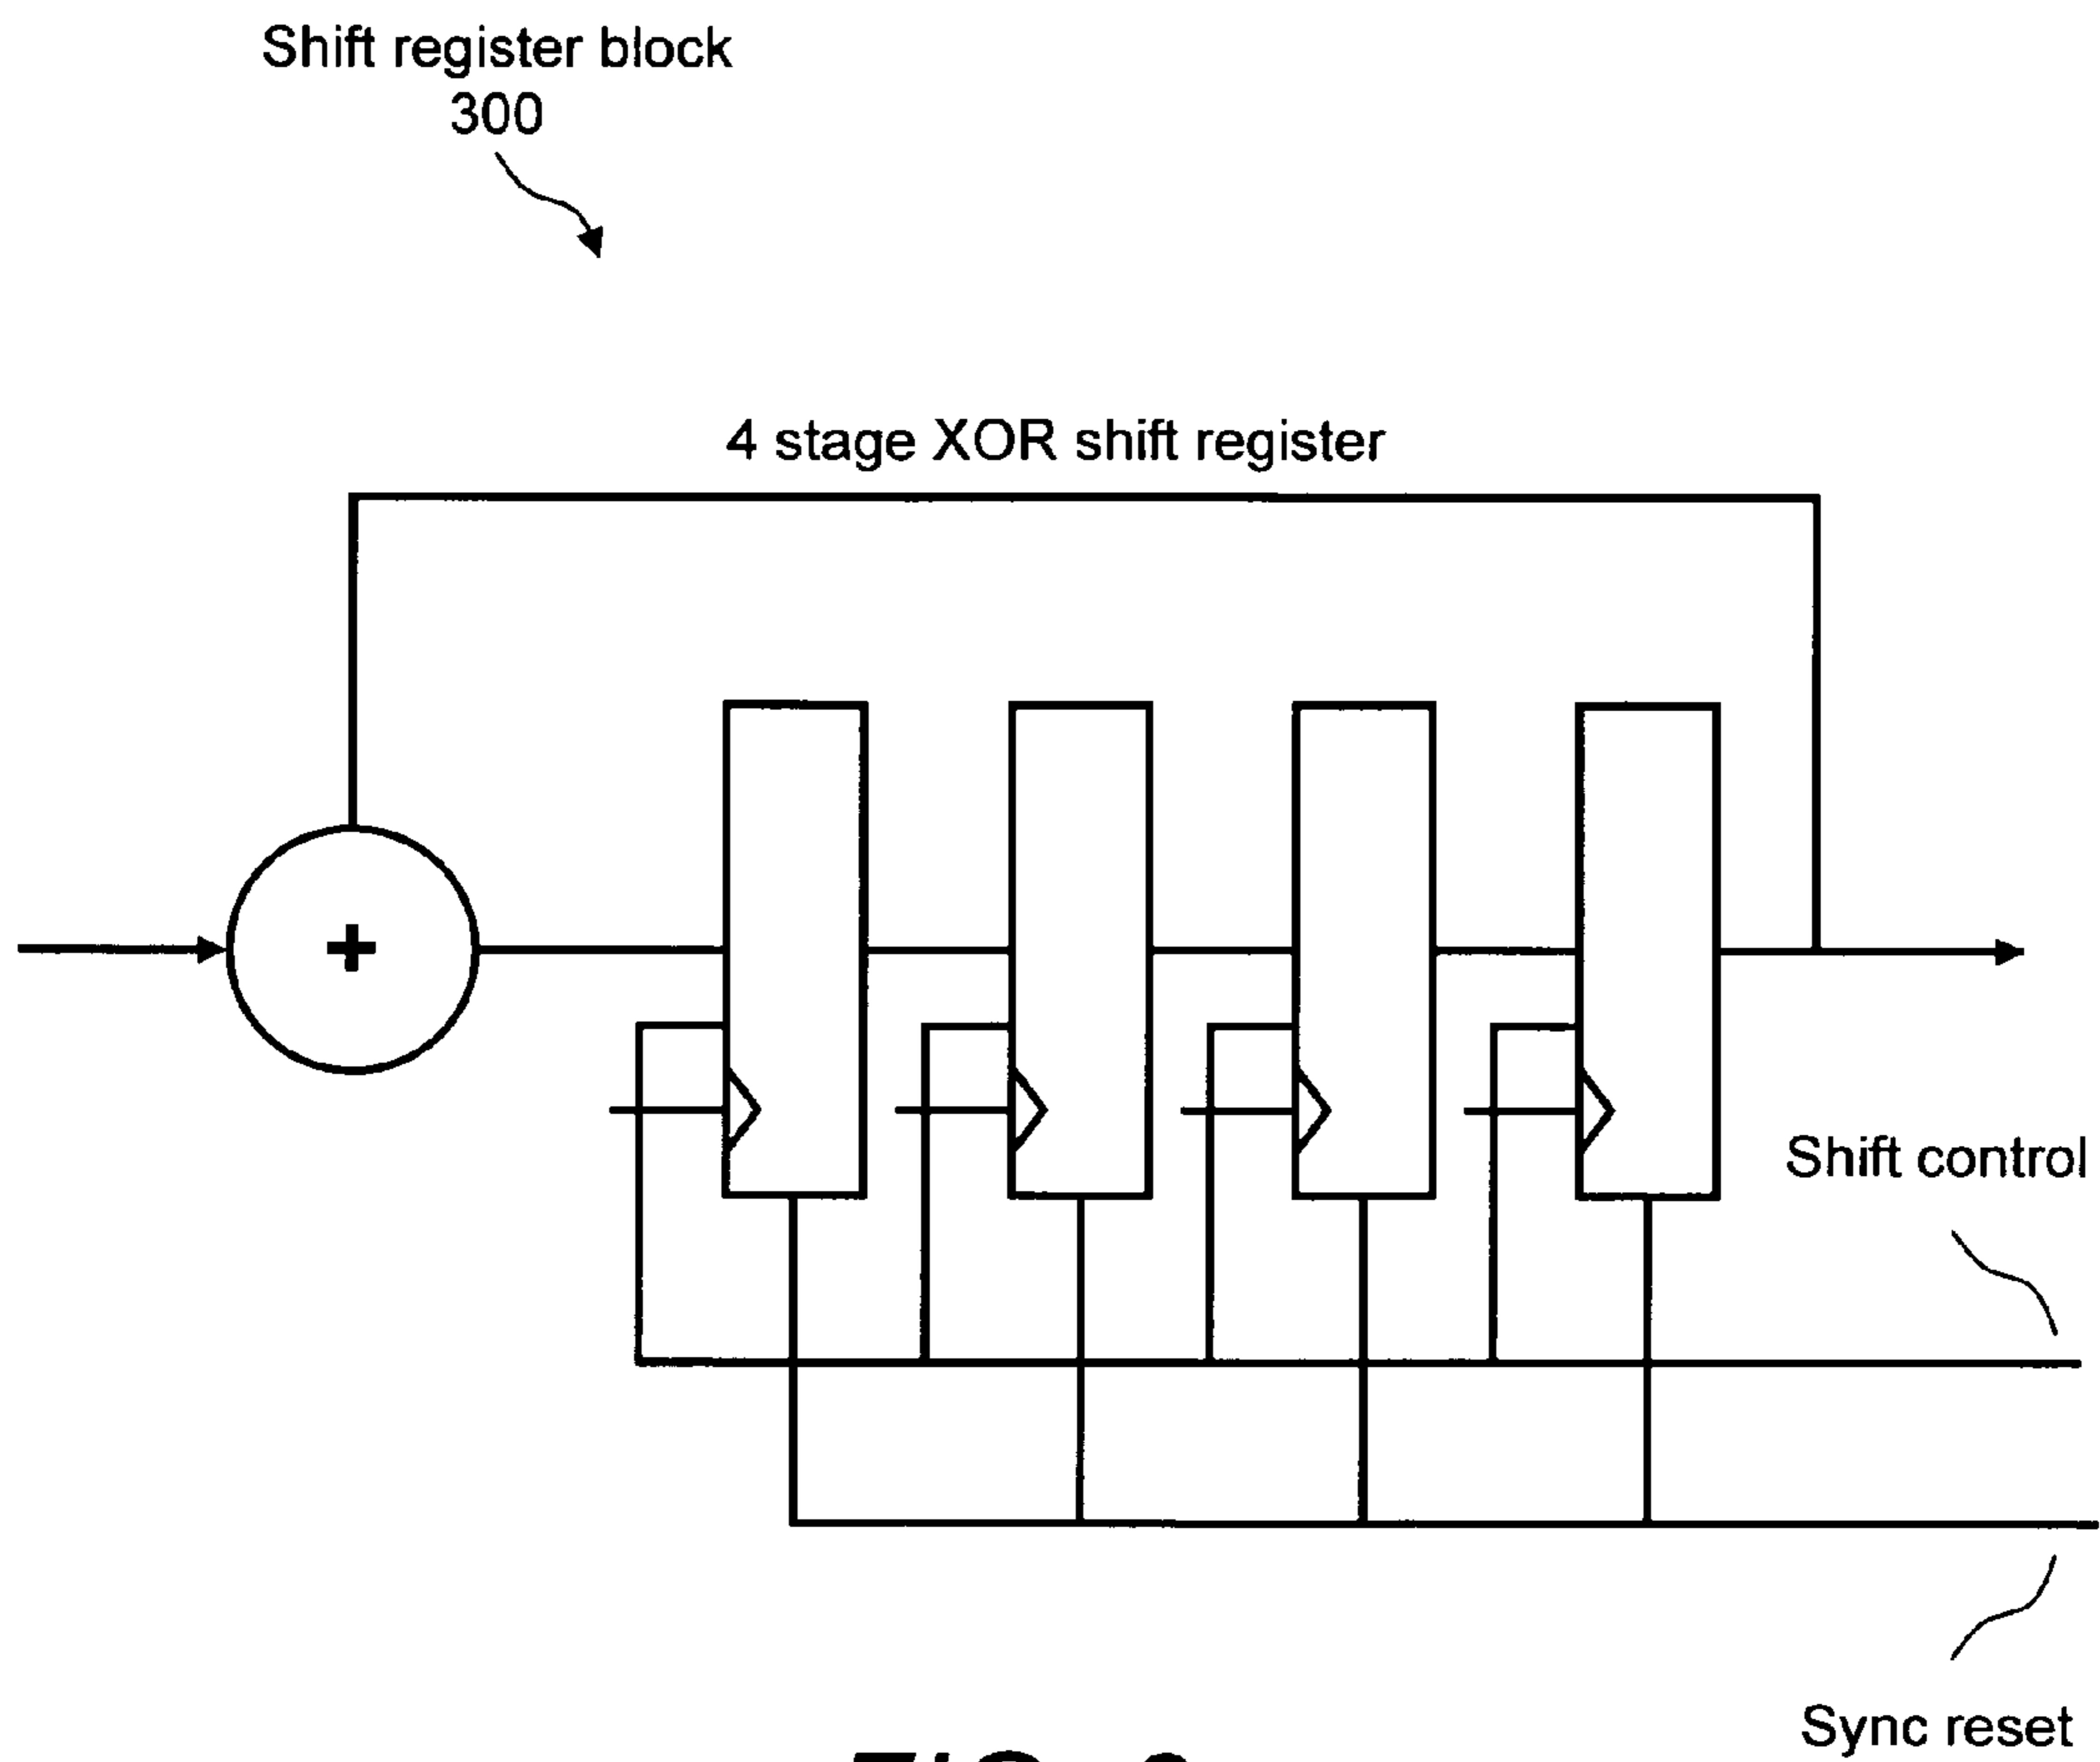 Shift register block
300
4 stage XOR shift register
+
Shift control
Sync reset